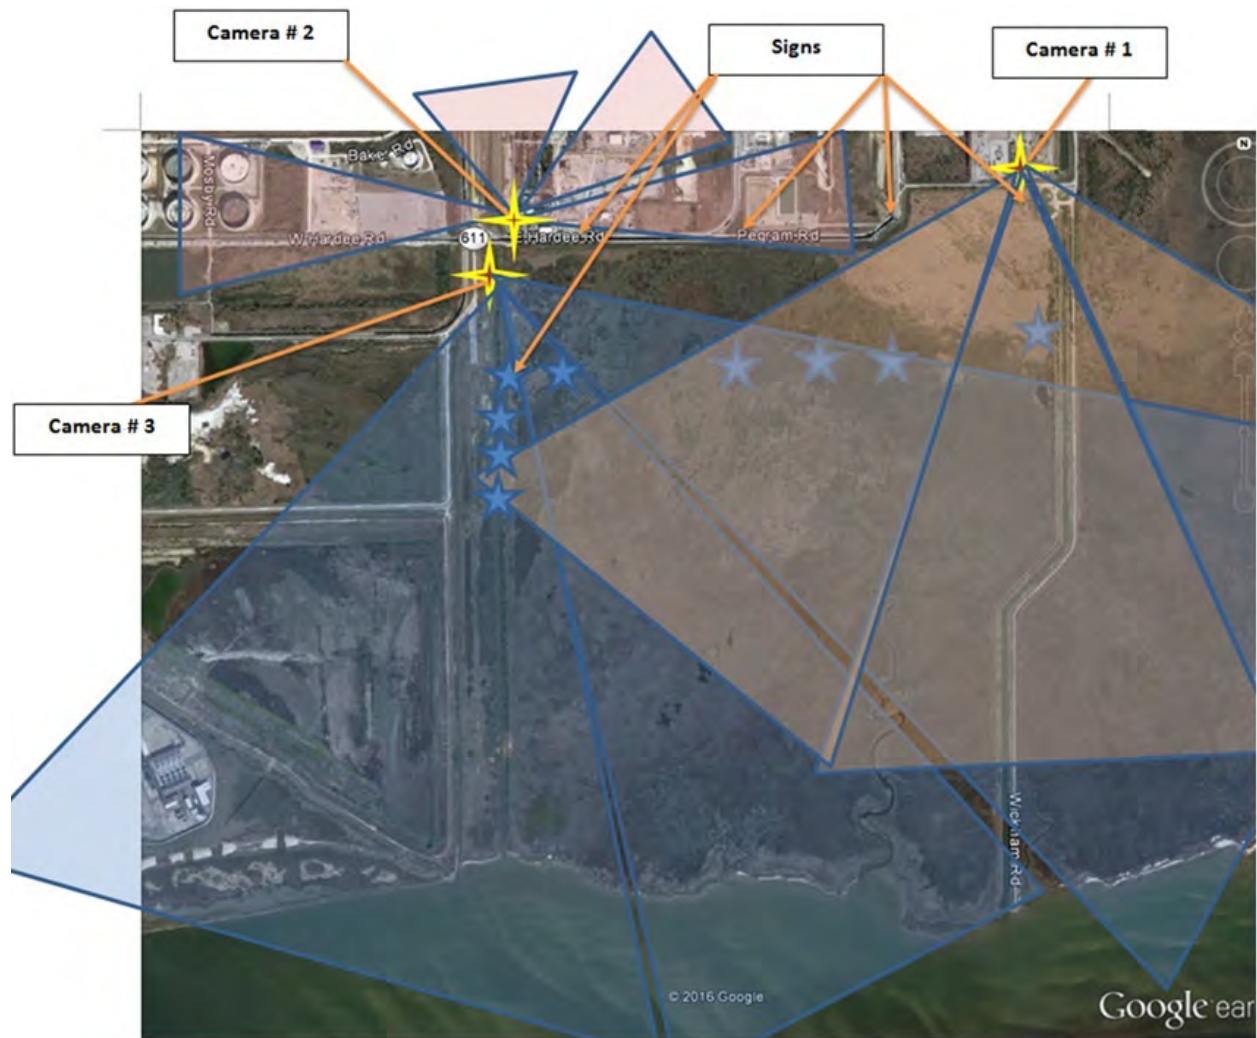 Camera # 2
Signs
Camera # 1
N
Baker Rd
Mosby Rd
W Hardee Rd
611
E Hardee Rd
Pegram Rd
Camera # 3
Wickham Rd
© 2016 Google
Google ear